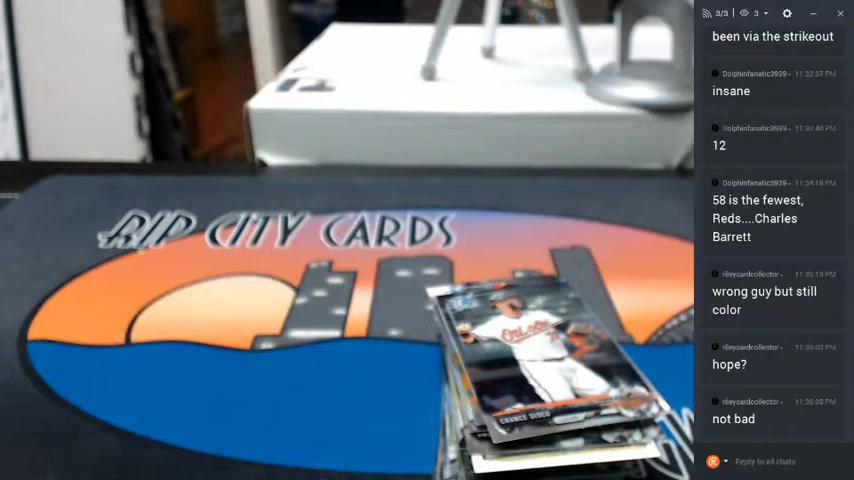 RIP CITY CARDS
Orioles
CHANCE SISCO
3/3
3
been via the strikeout
Dolphinfanatic3939 - 11:32:07 PM
insane
Dolphinfanatic3939 - 11:32:40 PM
12
Dolphinfanatic3939 - 11:34:18 PM
58 is the fewest,
Reds....Charles
Barrett
rileycardcollector - 11:35:15 PM
wrong guy but still
color
rileycardcollector - 11:36:03 PM
hope?
rileycardcollector - 11:36:08 PM
not bad
Reply to all chats